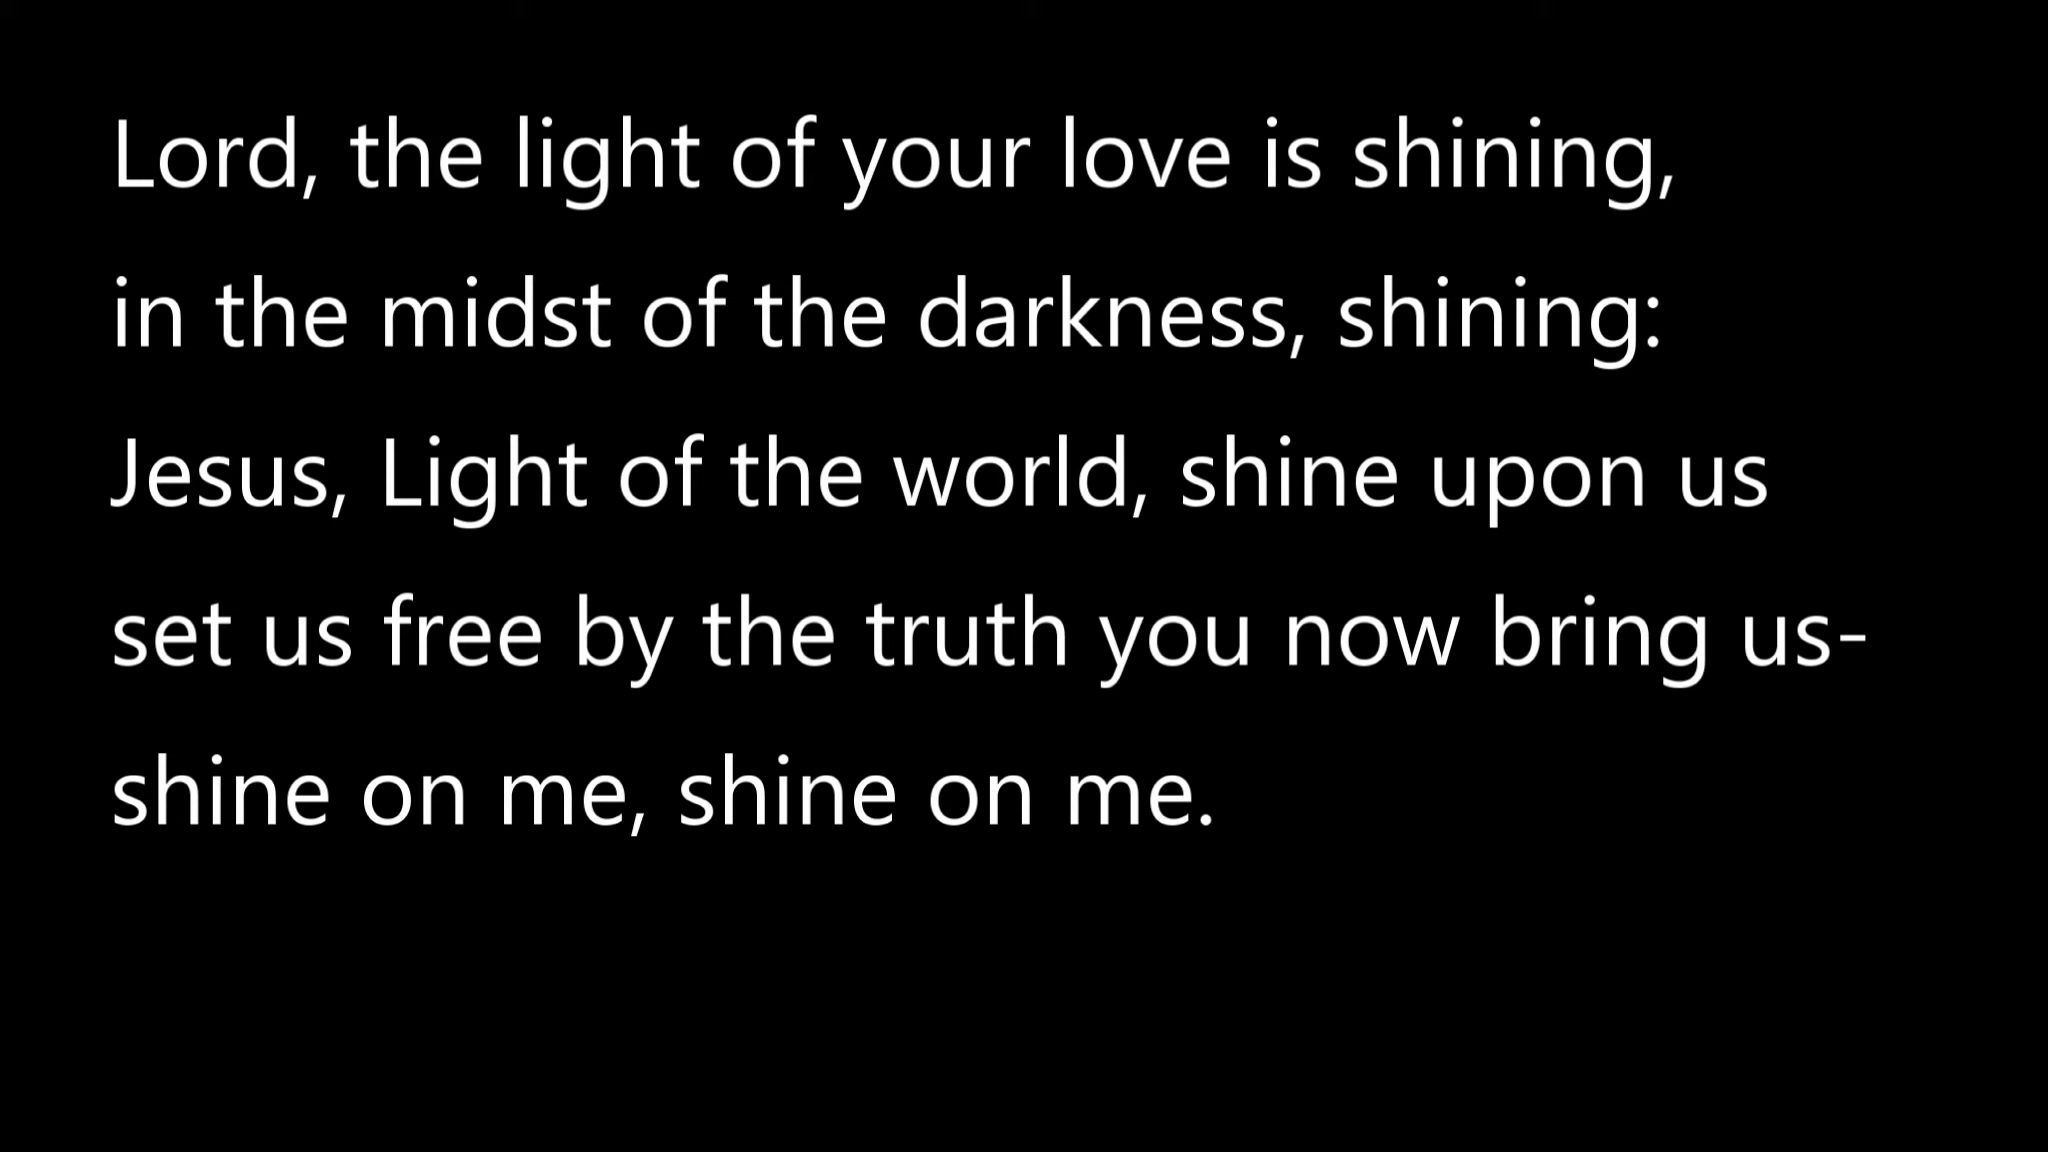 Lord, the light of your love is shining,
in the midst of the darkness, shining:
Jesus, Light of the world, shine upon us
set us free by the truth you now bring us-
shine on me, shine on me.